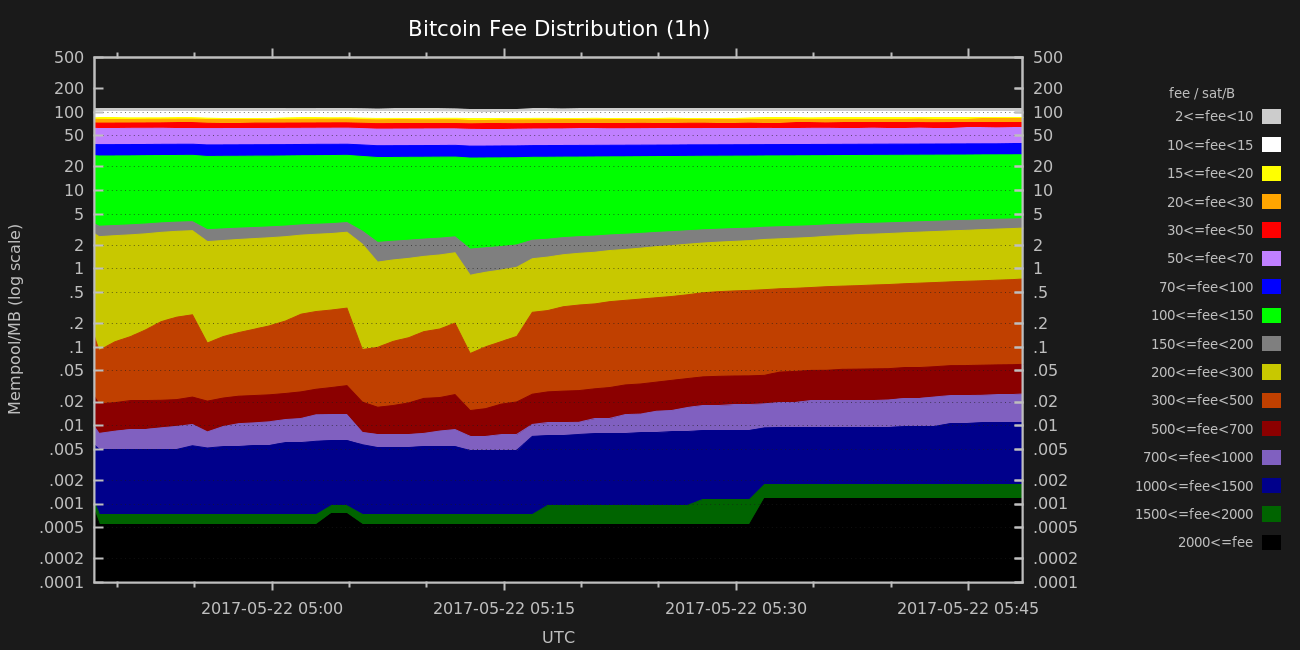 Bitcoin Fee Distribution (1h)
500 500
200 200
100 100
50 50
20 20
10 10
5 5
2 2
1 1
.5 .5
.2 .2
.1 .1
.05 .05
.02 .02
.01 .01
.005 .005
.002 .002
.001 .001
.0005 .0005
.0002 .0002
.0001 .0001
Mempool/MB (log scale)
2017-05-22 05:00 2017-05-22 05:15 2017-05-22 05:30 2017-05-22 05:45
UTC
fee / sat/B
2<=fee<10
10<=fee<15
15<=fee<20
20<=fee<30
30<=fee<50
50<=fee<70
70<=fee<100
100<=fee<150
150<=fee<200
200<=fee<300
300<=fee<500
500<=fee<700
700<=fee<1000
1000<=fee<1500
1500<=fee<2000
2000<=fee